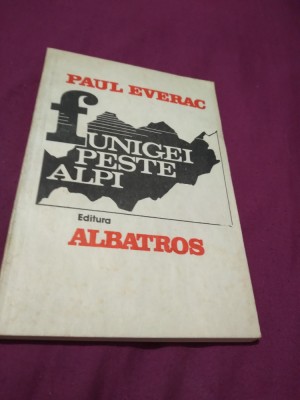 PAUL EVERAC
fUNIGEI
PESTE
ALPI
Editura
ALBATROS